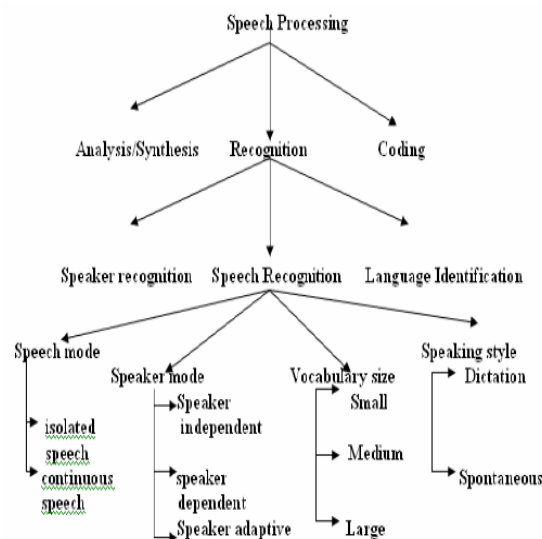 Speech Processing
Analysis/Synthesis Recognition Coding
Speaker recognition Speech Recognition Language Identification
Speech mode
isolated
speech
continuous
speech
Speaker mode
Speaker
independent
speaker
dependent
Speaker adaptive
Vocabulary size
Small
Medium
Large
Speaking style
Dictation
Spontaneous